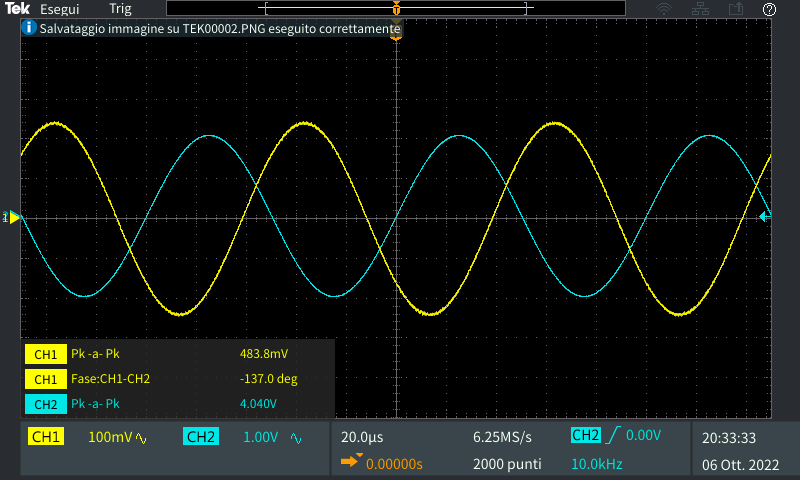 Tek Esegui Trig
Salvataggio immagine su TEK00002.PNG eseguito correttamente
CH1 Pk -a- Pk 483.8mV
CH1 Fase:CH1-CH2 -137.0 deg
CH2 Pk -a- Pk 4.040V
CH1 100mV CH2 1.00V 20.0µs 6.25MS/s CH2 0.00V 20:33:33
0.00000s 2000 punti 10.0kHz 06 Ott. 2022